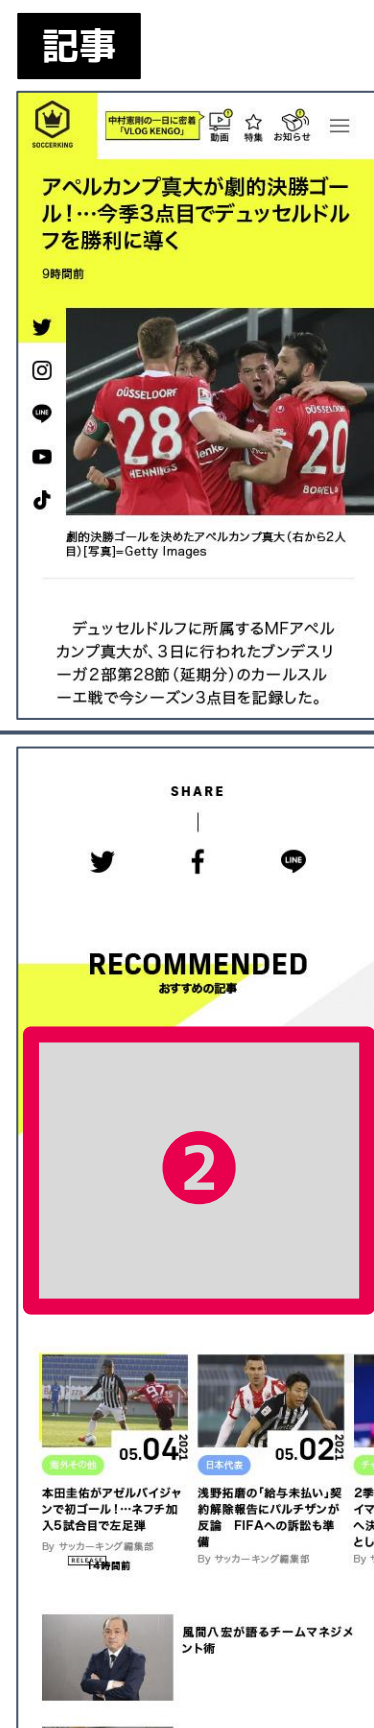 記事
SOCCERKING
中村憲剛の一日に密着
「VLOG KENGO」
動画 特集 お知らせ
アペルカンプ真大が劇的決勝ゴー
ル！…今季3点目でデュッセルドル
フを勝利に導く
9時間前
LINE
DÜSSELDORF
28
HENNINGS
20
劇的決勝ゴールを決めたアペルカンプ真大（右から2人
目）[写真]=Getty Images
デュッセルドルフに所属するMFアペル
カンプ真大が、3日に行われたブンデスリ
ーガ2部第28節（延期分）のカールスル
ーエ戦で今シーズン3点目を記録した。
SHARE
LINE
RECOMMENDED
おすすめの記事
2
05.04 2021
海外その他
本田圭佑がアゼルバイジャ
ンで初ゴール！…ネフチ加
入5試合目で左足弾
By サッカーキング編集部
RELEASE
14時間前
05.02 2021
日本代表
浅野拓磨の「給与未払い」契
約解除報告にパルチザンが
反論　FIFAへの訴訟も準
備
By サッカーキング編集部
2季
イマ
へ決
とし
By サ
風間八宏が語るチームマネジメ
ント術